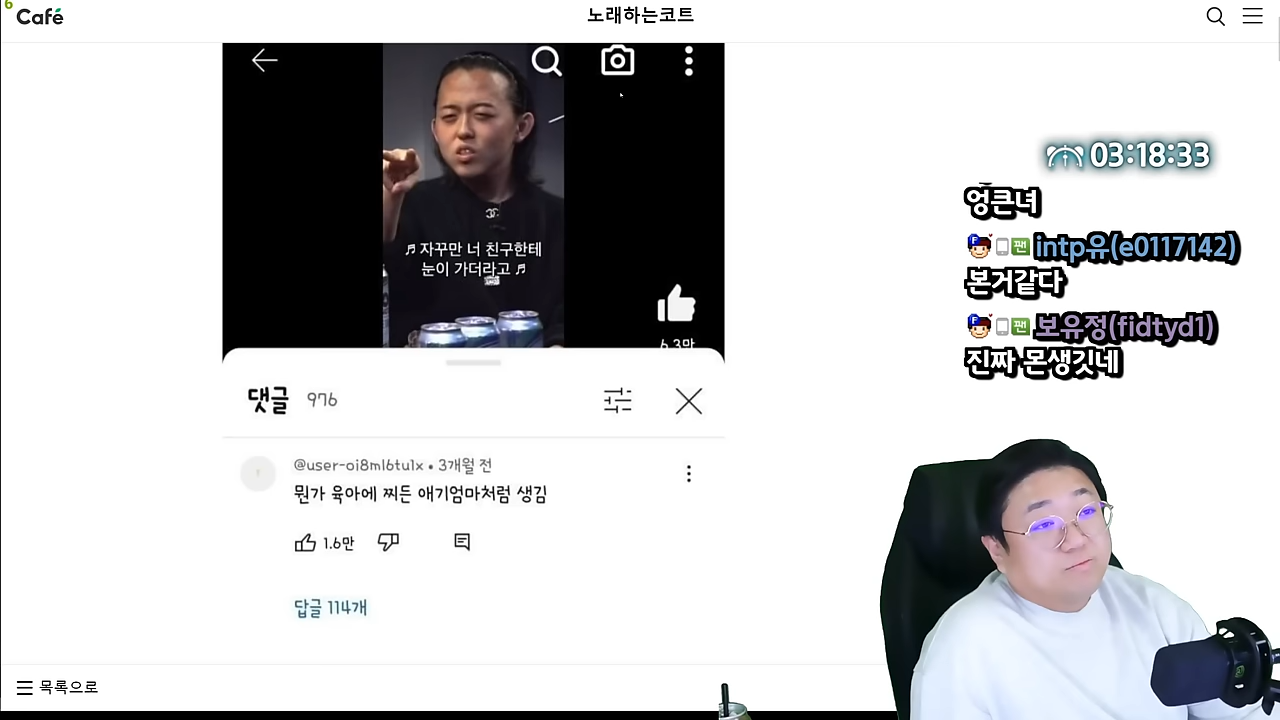 6
Café
노래하는코트
♬ 자꾸만 너 친구한테
눈이 가더라고 ♬
6.3만
댓글 976
@user-oi8ml6tu1x • 3개월 전
뭔가 육아에 찌든 애기엄마처럼 생김
1.6만
답글 114개
목록으로
03:18:33
엉큰녀
팬 intp유(e0117142)
본거같다
팬 보유정(fidtyd1)
진짜 몬생깃네